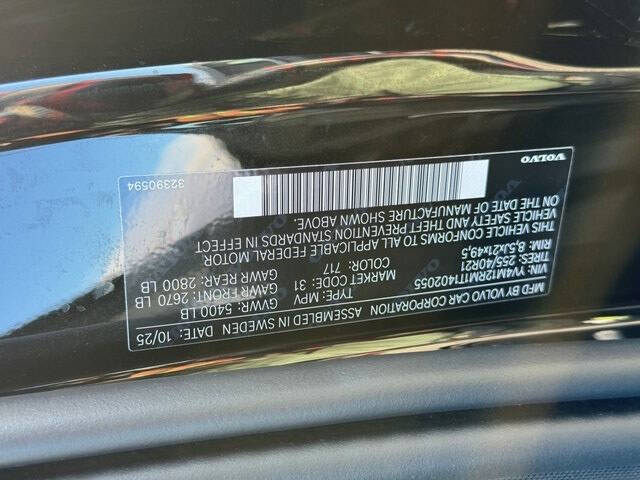 MFD BY VOLVO CAR CORPORATION ASSEMBLED IN SWEDEN DATE: 10/25
VIN: YV4M12RM1T1402055 TYPE: MPV GVWR: 5400 LB
TIRES: 255/40R21 MARKET CODE: 31 GAWR FRONT: 2670 LB
RIM: 8,5Jx21x49.5 COLOR: 717 GAWR REAR: 2800 LB
THIS VEHICLE CONFORMS TO ALL APPLICABLE FEDERAL MOTOR
VEHICLE SAFETY AND THEFT PREVENTION STANDARDS IN EFFECT
ON THE DATE OF MANUFACTURE SHOWN ABOVE.
VOLVO 32390594